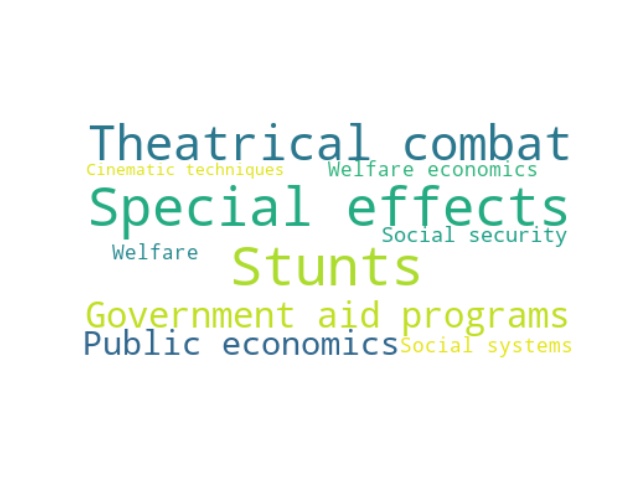 Theatrical combat
Cinematic techniques
Welfare economics
Special effects
Social security
Welfare
Stunts
Government aid programs
Public economics
Social systems